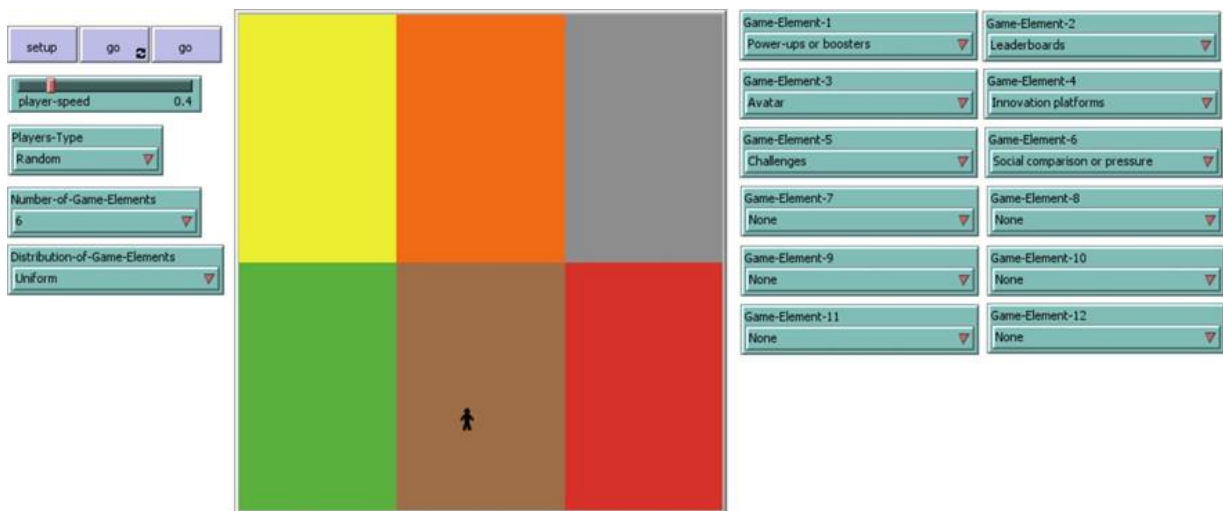 setup
go
go
player-speed 0.4
Players-Type
Random
Number-of-Game-Elements
6
Distribution-of-Game-Elements
Uniform
Game-Element-1
Power-ups or boosters
Game-Element-2
Leaderboards
Game-Element-3
Avatar
Game-Element-4
Innovation platforms
Game-Element-5
Challenges
Game-Element-6
Social comparison or pressure
Game-Element-7
None
Game-Element-8
None
Game-Element-9
None
Game-Element-10
None
Game-Element-11
None
Game-Element-12
None